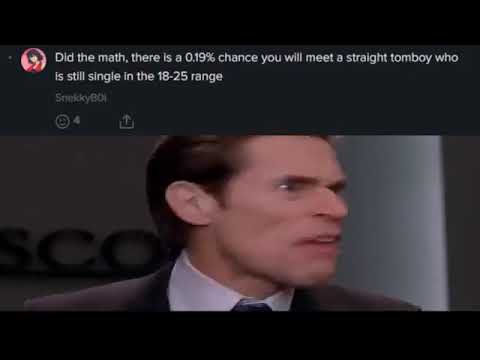 Did the math, there is a 0.19% chance you will meet a straight tomboy who
is still single in the 18-25 range
SnekkyB0i
4
SCO